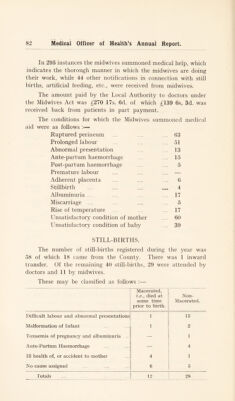 82 Medical Officer of Health's Annual Report.
In 295 instances the midwives summoned medical help, which
indicates the thorough manner in which the midwives are doing
their work, while 44 other notifications in connection with still
births, artificial feeding, etc., were received from midwives.
The amount paid by the Local Authority to doctors under
the Midwives Act was £270 17s. 6d. of which £139 6s. 3d. was
received back from patients in part payment.
The conditions for which the Midwives summoned medical
aid were as follows :—
Ruptured perineum 63
Prolonged labour 51
Abnormal presentation 13
Ante-partum haemorrhage 15
Post-partum haemorrhage 5
Premature labour —
Adherent placenta 6
Stillbirth 4
Albuminuria 17
Miscarriage 5
Rise of temperature 17
Unsatisfactory condition of mother 60
Unsatisfactory condition of baby 39
STILL-BIRTHS.
The number of still-births registered during the year was
58 of which 18 came from the County. There was 1 inward
transfer. Of the remaining 40 still-births, 29 were attended by
doctors and 11 by midwives.
These may be classified as follows :—
Macerated, i.e., died at some time prior to birth. Non-Macerated.
Difficult labour and abnormal presentations 1 15
Malformation of Infant 1 2
Toxaemia of pregnancy and albuminuria — 1
Ante-Partum Haemorrhage — 4
Ill health of, or accident to mother 4 1
No cause assigned 6 5
Totals 12 28